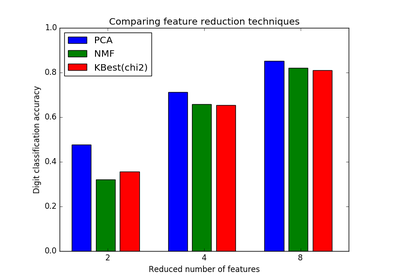 Comparing feature reduction techniques
PCA
NMF
KBest(chi2)
Digit classification accuracy
1.0
0.8
0.6
0.4
0.2
0.0
2 4 8
Reduced number of features